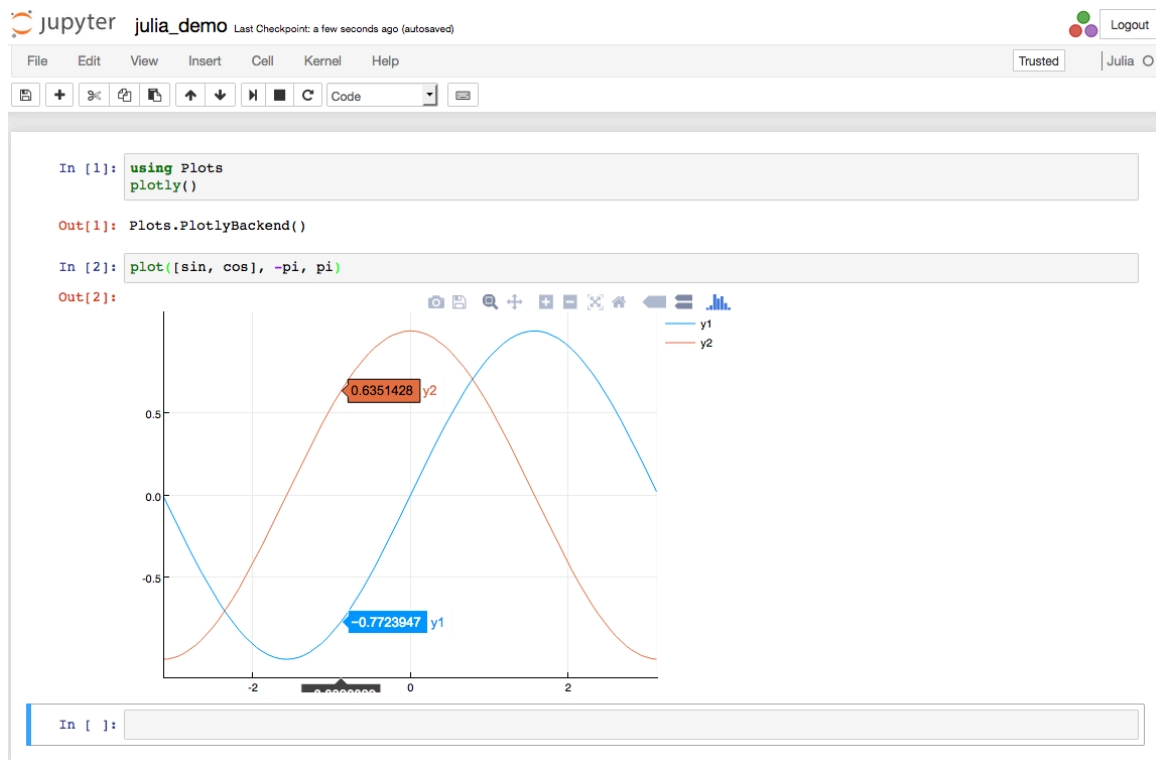 jupyter julia_demo Last Checkpoint: a few seconds ago (autosaved) Logout
File Edit View Insert Cell Kernel Help Trusted Julia
Code
In [1]: using Plots
plotly()
Out[1]: Plots.PlotlyBackend()
In [2]: plot([sin, cos], -pi, pi)
Out[2]:
y1
y2
0.6351428 y2
0.5
0.0
-0.5
−0.7723947 y1
-2 0 2
In [ ]: